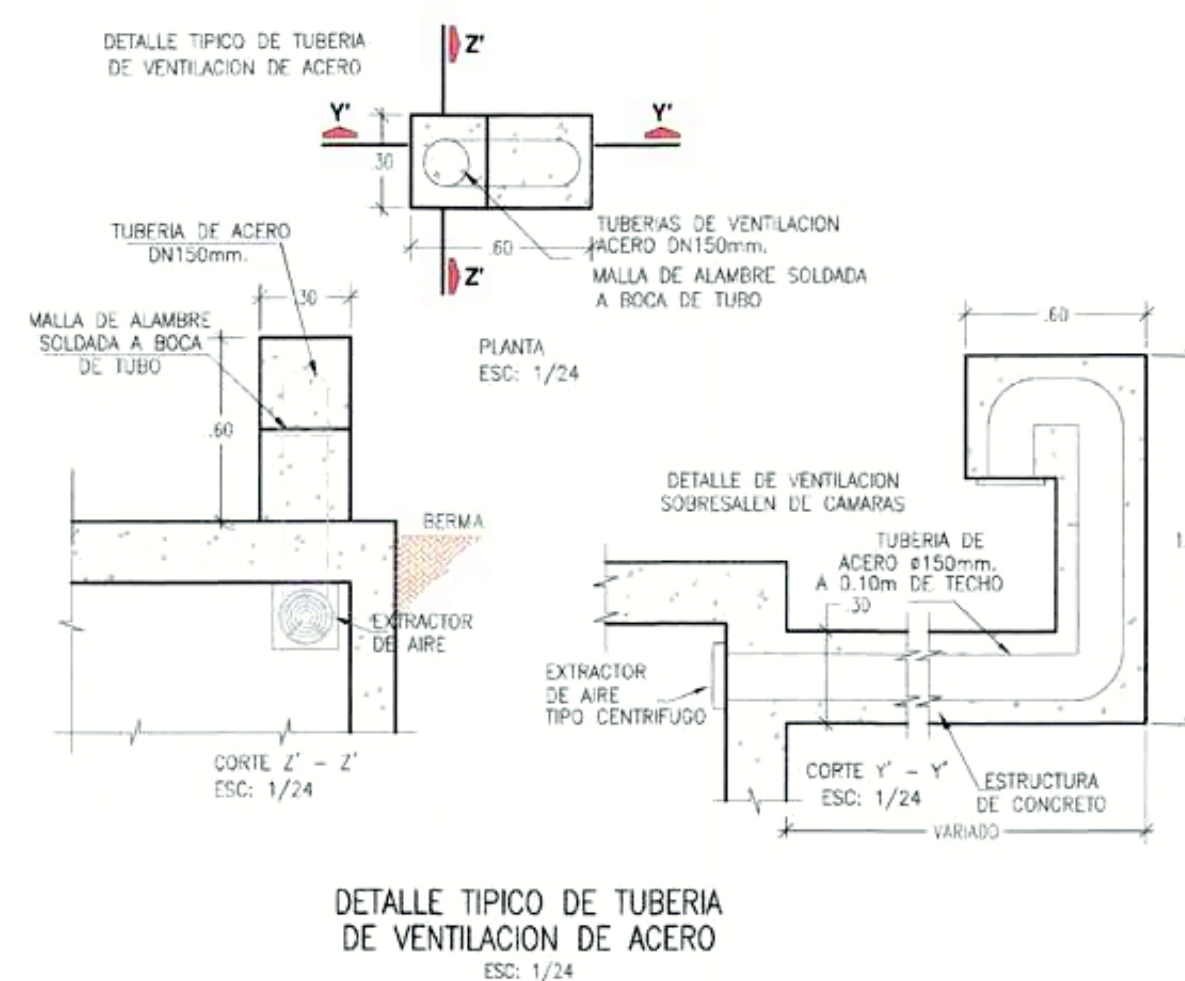 DETALLE TIPICO DE TUBERIA
DE VENTILACION DE ACERO
Z'
Y'
Y'
.30
.60
Z'
TUBERIAS DE VENTILACION
ACERO DN150mm.
MALLA DE ALAMBRE SOLDADA
A BOCA DE TUBO
PLANTA
ESC: 1/24
TUBERIA DE ACERO
DN150mm.
.30
MALLA DE ALAMBRE
SOLDADA A BOCA
DE TUBO
.60
BERMA
EXTRACTOR
DE AIRE
CORTE Z' - Z'
ESC: 1/24
.60
DETALLE DE VENTILACION
SOBRESALEN DE CAMARAS
TUBERIA DE
ACERO ø150mm.
A 0.10m DE TECHO
.30
EXTRACTOR
DE AIRE
TIPO CENTRIFUGO
CORTE Y' - Y'
ESC: 1/24
ESTRUCTURA
DE CONCRETO
VARIADO
DETALLE TIPICO DE TUBERIA
DE VENTILACION DE ACERO
ESC: 1/24